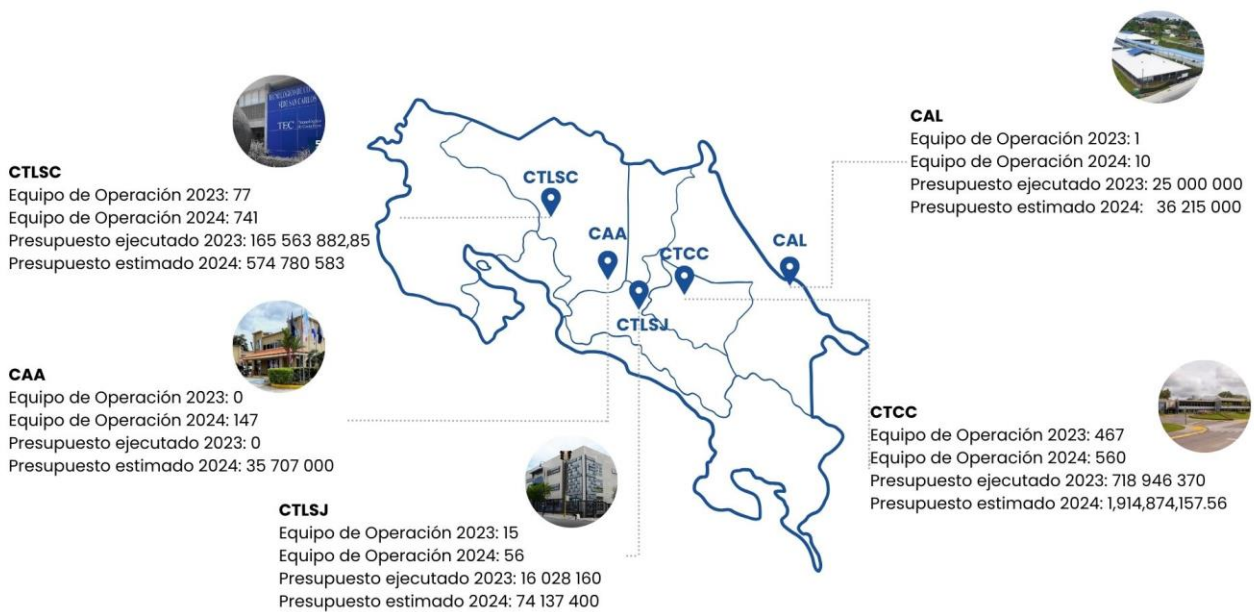 CTLSC
Equipo de Operación 2023: 77
Equipo de Operación 2024: 741
Presupuesto ejecutado 2023: 165 563 882,85
Presupuesto estimado 2024: 574 780 583
CAA
Equipo de Operación 2023: 0
Equipo de Operación 2024: 147
Presupuesto ejecutado 2023: 0
Presupuesto estimado 2024: 35 707 000
CTLSJ
Equipo de Operación 2023: 15
Equipo de Operación 2024: 56
Presupuesto ejecutado 2023: 16 028 160
Presupuesto estimado 2024: 74 137 400
TEC
CTLSC
CAA
CTCC
CAL
CTLSJ
CAL
Equipo de Operación 2023: 1
Equipo de Operación 2024: 10
Presupuesto ejecutado 2023: 25 000 000
Presupuesto estimado 2024: 36 215 000
CTCC
Equipo de Operación 2023: 467
Equipo de Operación 2024: 560
Presupuesto ejecutado 2023: 718 946 370
Presupuesto estimado 2024: 1,914,874,157.56